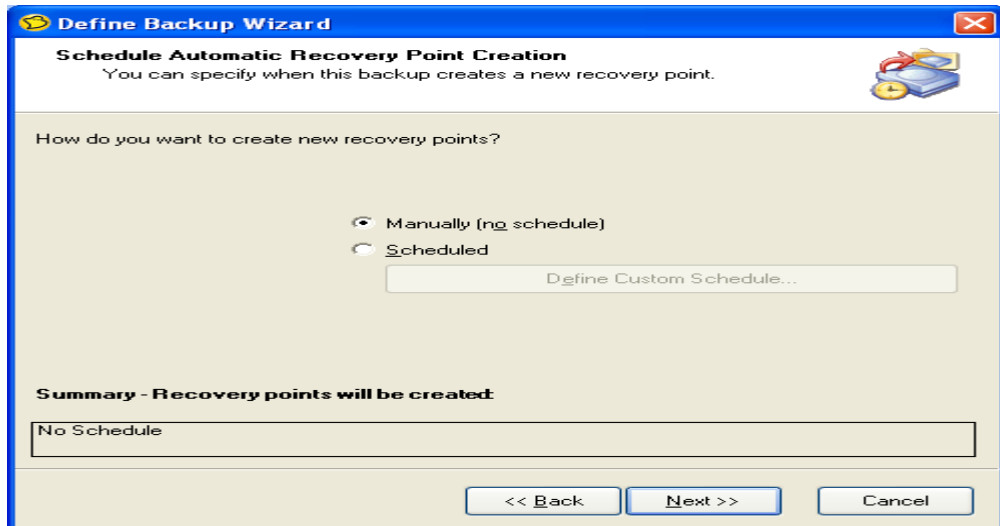 Define Backup Wizard
Schedule Automatic Recovery Point Creation
You can specify when this backup creates a new recovery point.
How do you want to create new recovery points?
Manually (no schedule)
Scheduled
Define Custom Schedule...
Summary - Recovery points will be created:
No Schedule
<< Back
Next >>
Cancel